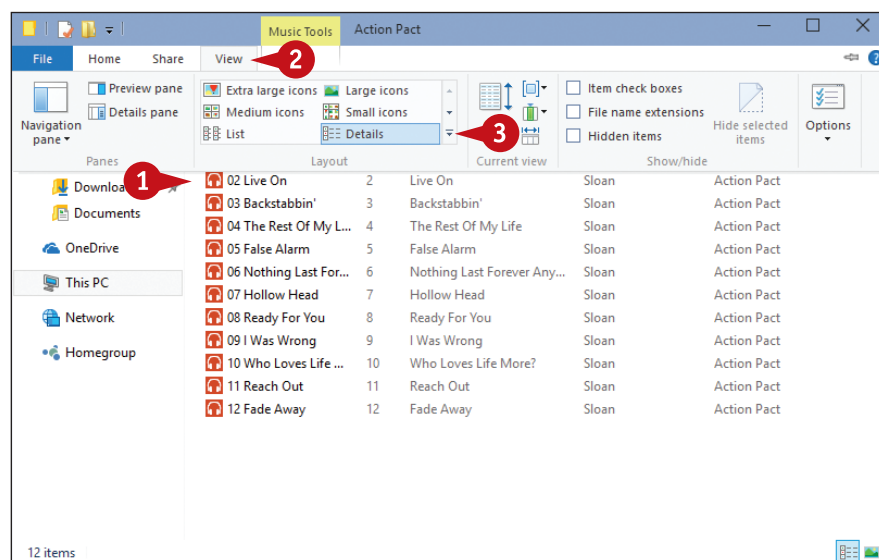 Music Tools Action Pact
File Home Share View 2
Preview pane
Details pane
Navigation pane
Panes
Extra large icons Large icons
Medium icons Small icons
List Details
3
Layout
Current view
Item check boxes
File name extensions
Hidden items
Hide selected items
Show/hide
Options
Downloa 1
Documents
OneDrive
This PC
Network
Homegroup
02 Live On 2 Live On Sloan Action Pact
03 Backstabbin' 3 Backstabbin' Sloan Action Pact
04 The Rest Of My L... 4 The Rest Of My Life Sloan Action Pact
05 False Alarm 5 False Alarm Sloan Action Pact
06 Nothing Last For... 6 Nothing Last Forever Any... Sloan Action Pact
07 Hollow Head 7 Hollow Head Sloan Action Pact
08 Ready For You 8 Ready For You Sloan Action Pact
09 I Was Wrong 9 I Was Wrong Sloan Action Pact
10 Who Loves Life ... 10 Who Loves Life More? Sloan Action Pact
11 Reach Out 11 Reach Out Sloan Action Pact
12 Fade Away 12 Fade Away Sloan Action Pact
12 items